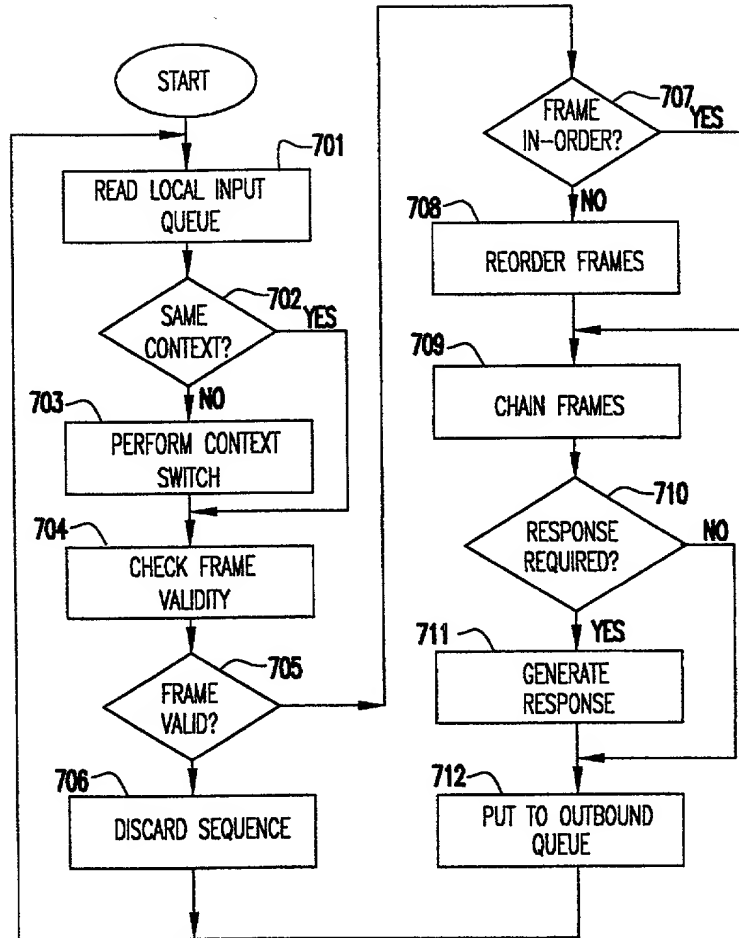 START
701
READ LOCAL INPUT
QUEUE
702
SAME
CONTEXT?
YES
NO
703
PERFORM CONTEXT
SWITCH
704
CHECK FRAME
VALIDITY
705
FRAME
VALID?
706
DISCARD SEQUENCE
707
FRAME
IN-ORDER?
YES
NO
708
REORDER FRAMES
709
CHAIN FRAMES
710
RESPONSE
REQUIRED?
NO
YES
711
GENERATE
RESPONSE
712
PUT TO OUTBOUND
QUEUE